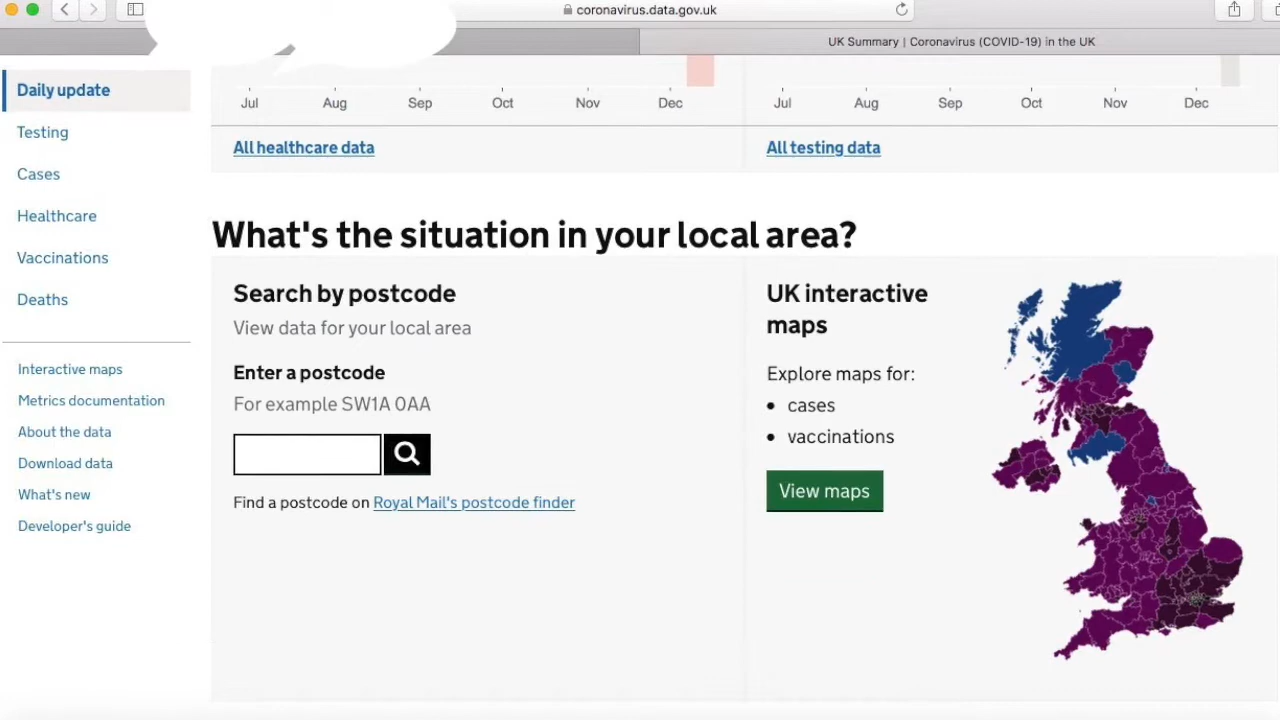 coronavirus.data.gov.uk
UK Summary | Coronavirus (COVID-19) in the UK
Daily update
Testing
Cases
Healthcare
Vaccinations
Deaths
Interactive maps
Metrics documentation
About the data
Download data
What's new
Developer's guide
Jul Aug Sep Oct Nov Dec
Jul Aug Sep Oct Nov Dec
All healthcare data
All testing data
What's the situation in your local area?
Search by postcode
View data for your local area
Enter a postcode
For example SW1A 0AA
Find a postcode on Royal Mail's postcode finder
UK interactive
maps
Explore maps for:
• cases
• vaccinations
View maps